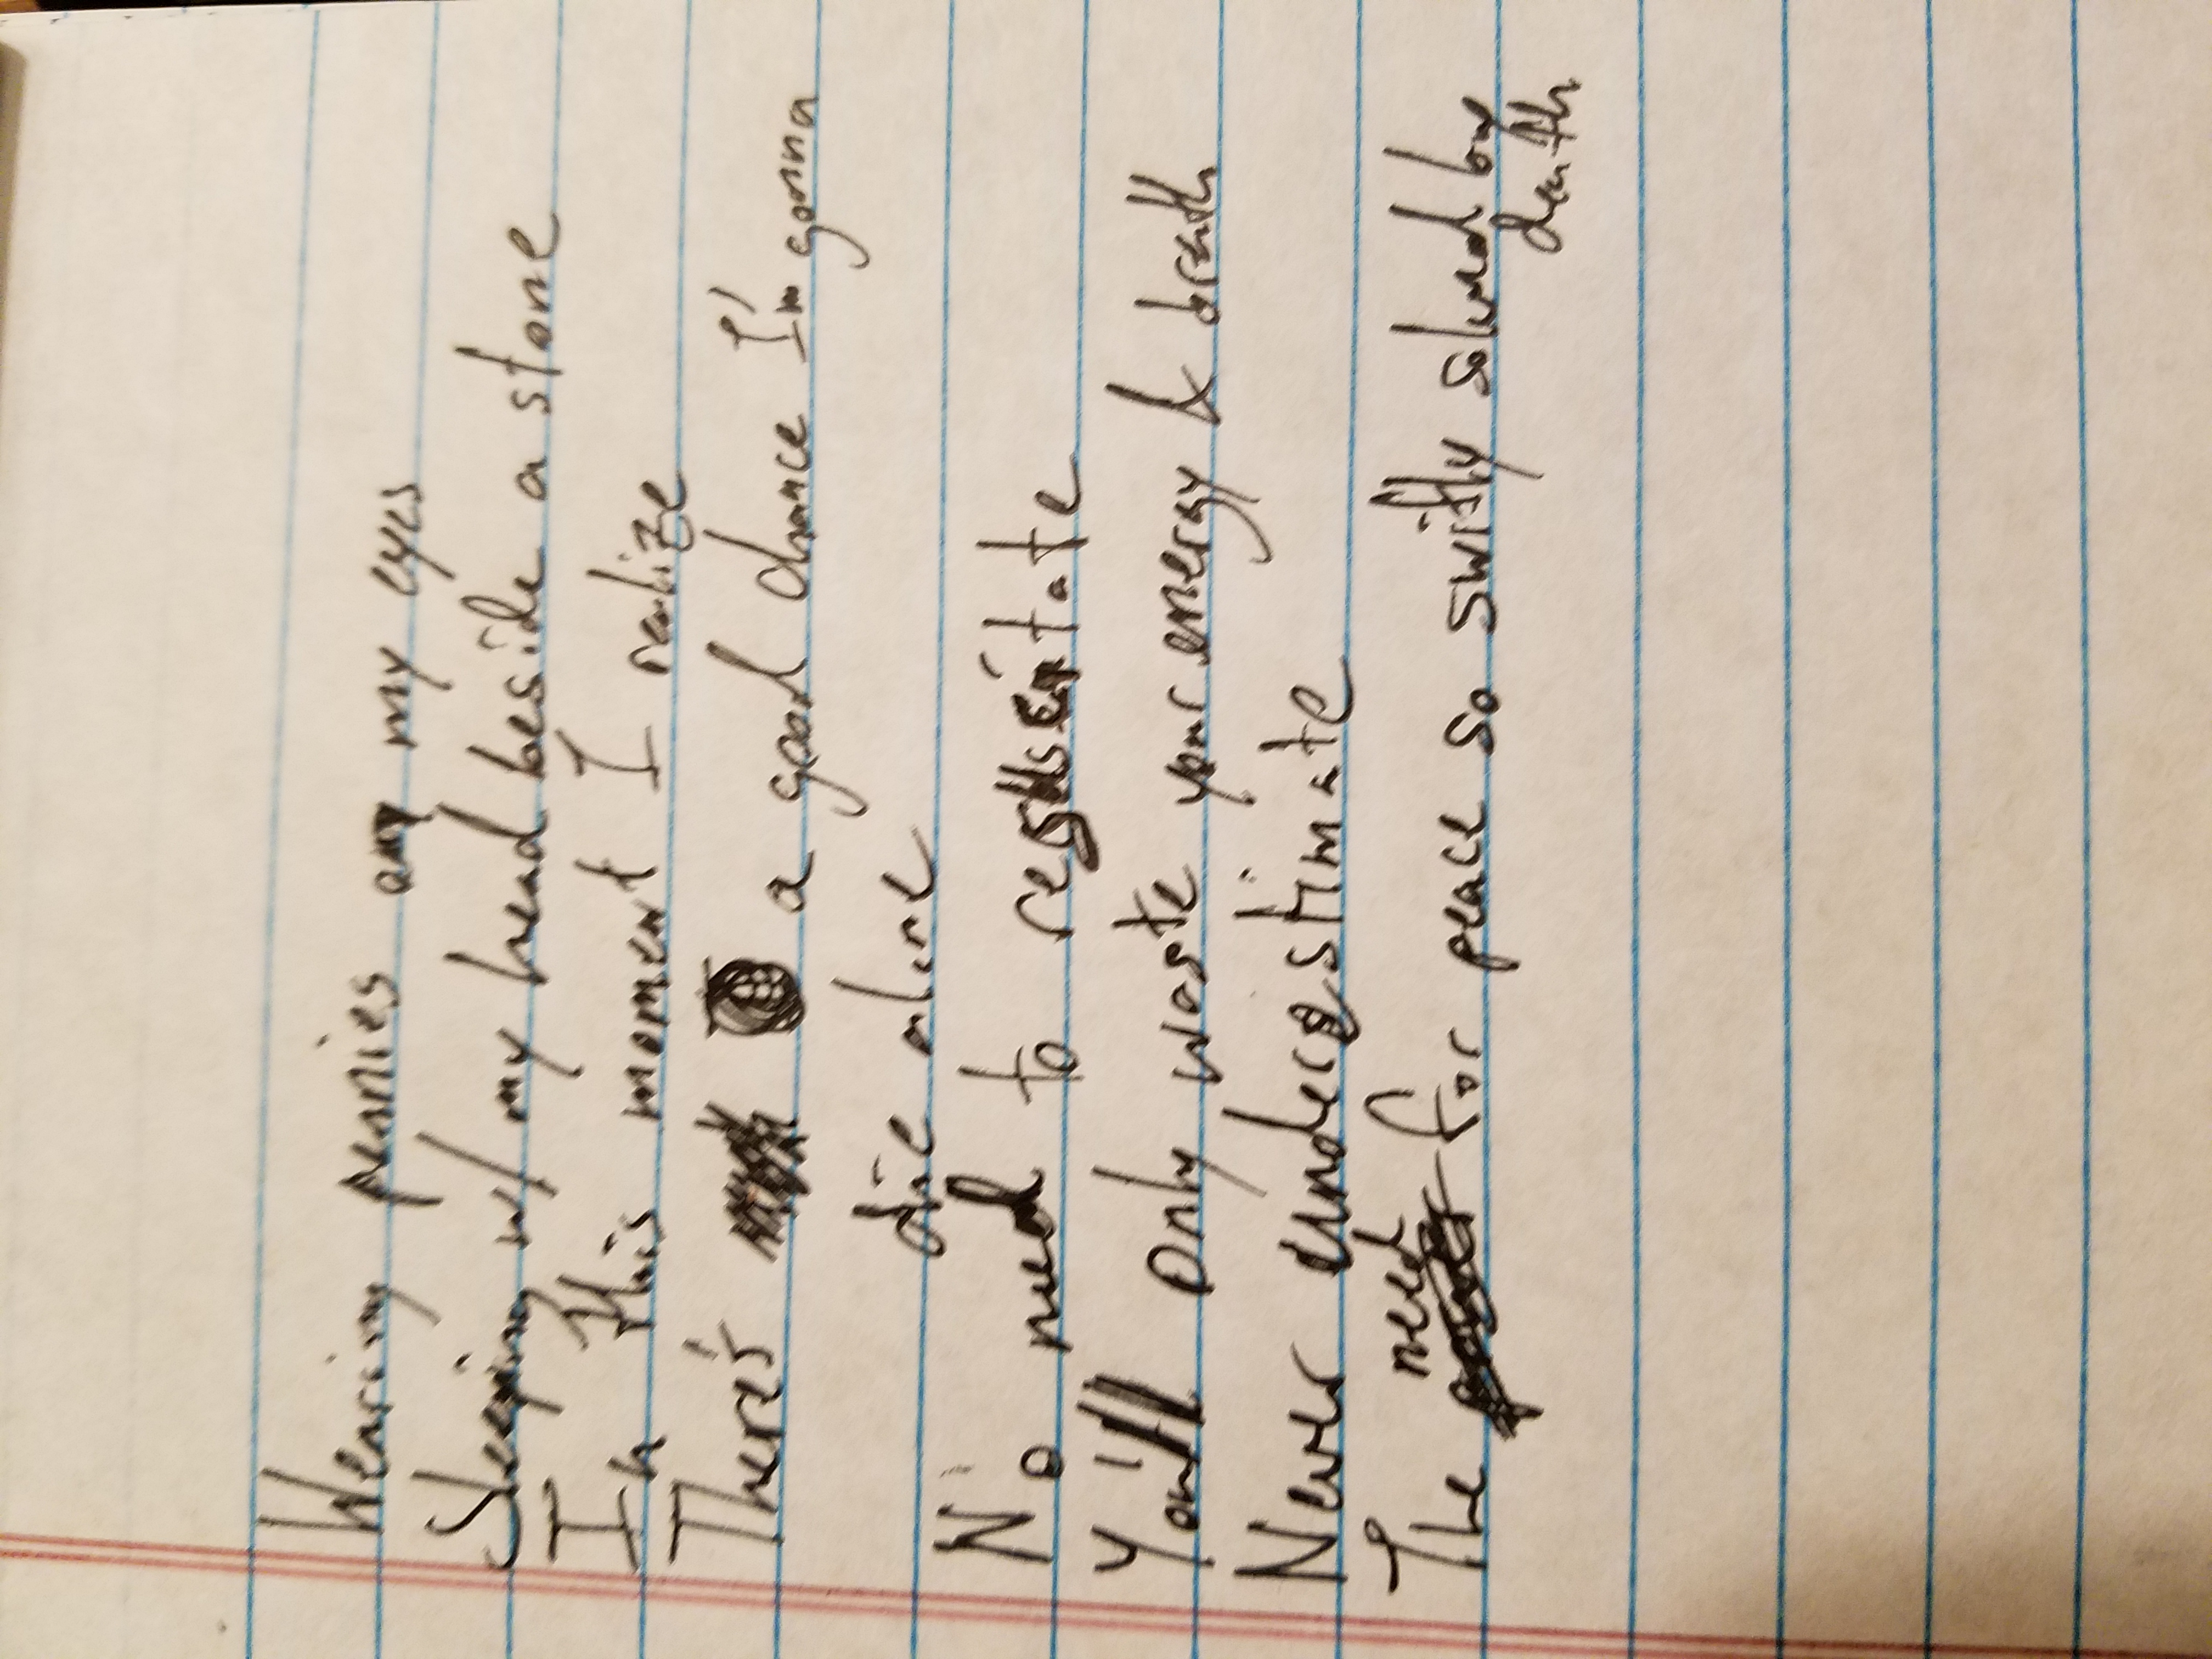 Wearing pennies on my eyes
Sleeping w/ my head beside a stone
In this moment I realize
There's a good chance I'm gonna
die alone
No need to resusitate
You'll only waste your energy & breath
Never underestimate
The need for peace so swiftly solved by
death